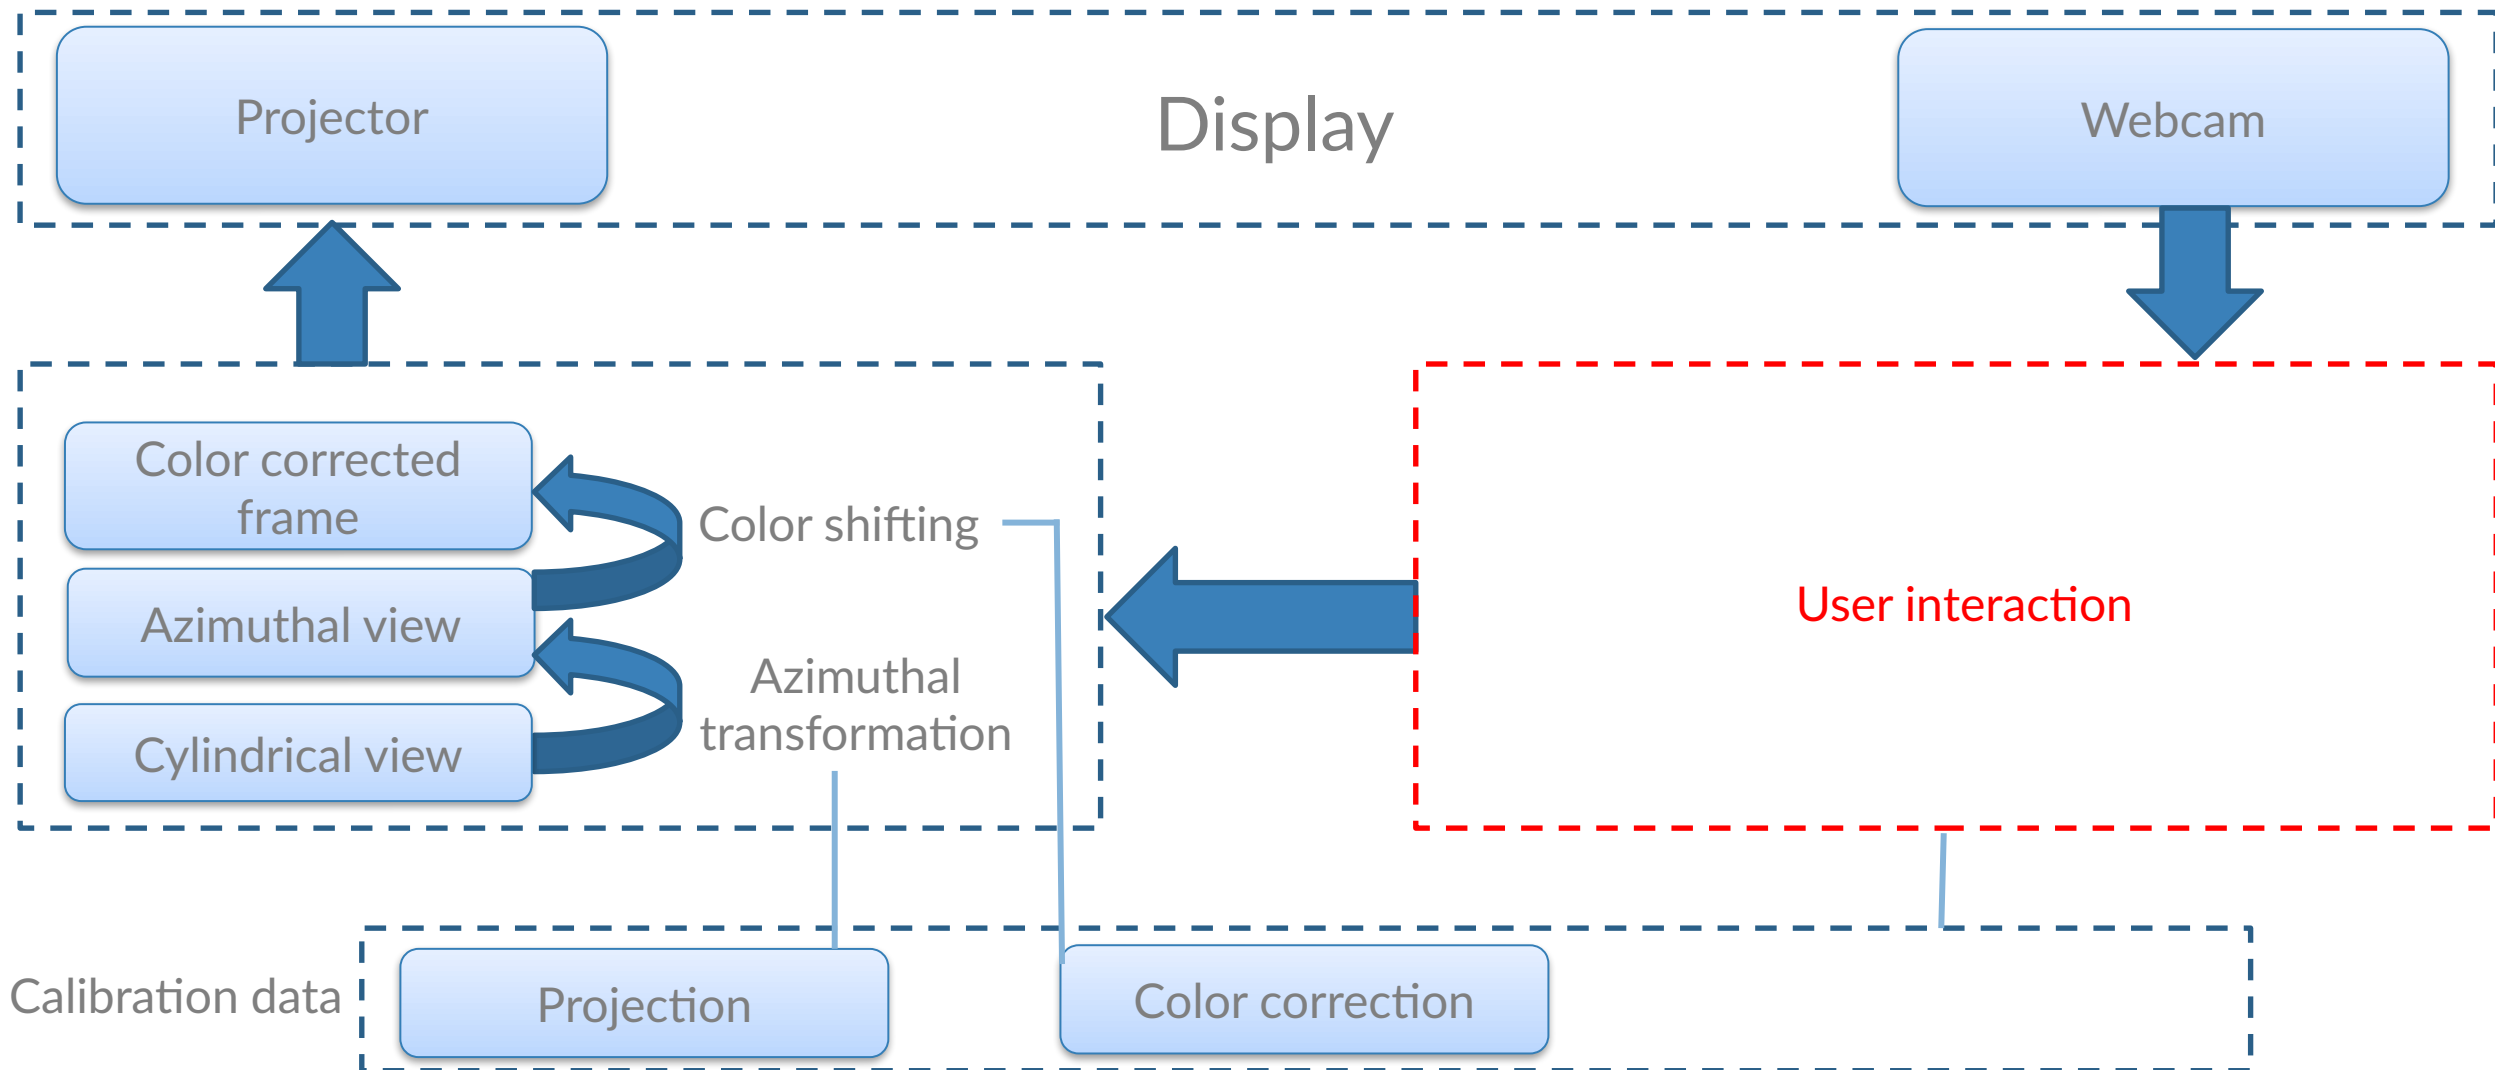 Projector
Display
Webcam
Color corrected
frame
Color shifting
Azimuthal view
User interaction
Azimuthal
transformation
Cylindrical view
Calibration data
Projection
Color correction